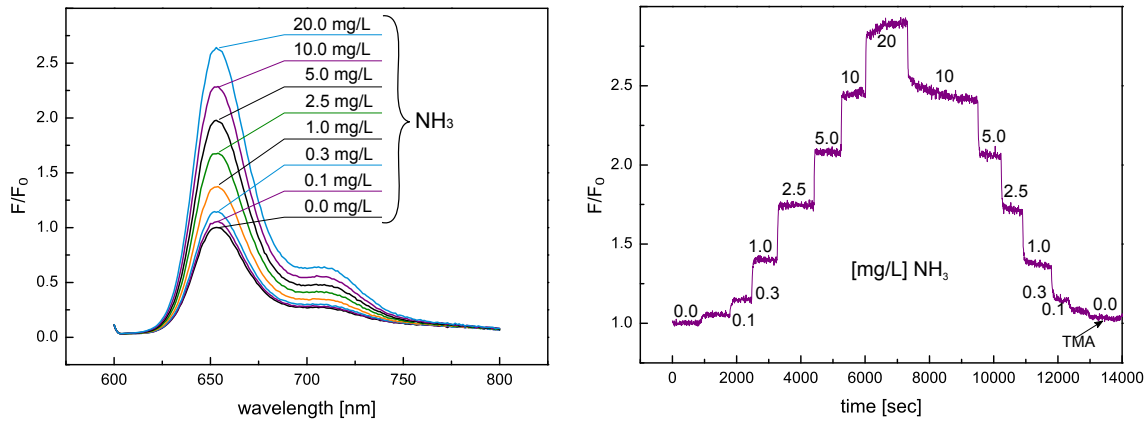 20.0 mg/L
10.0 mg/L
5.0 mg/L
2.5 mg/L
1.0 mg/L
0.3 mg/L
0.1 mg/L
0.0 mg/L
NH₃
2.5
2.0
1.5
1.0
0.5
0.0
F/F₀
600
650
700
750
800
wavelength [nm]
2.5
2.0
1.5
1.0
F/F₀
0.0
0.1
0.3
1.0
2.5
5.0
10
20
10
5.0
2.5
1.0
0.3
0.1
0.0
TMA
[mg/L] NH₃
0
2000
4000
6000
8000
10000
12000
14000
time [sec]